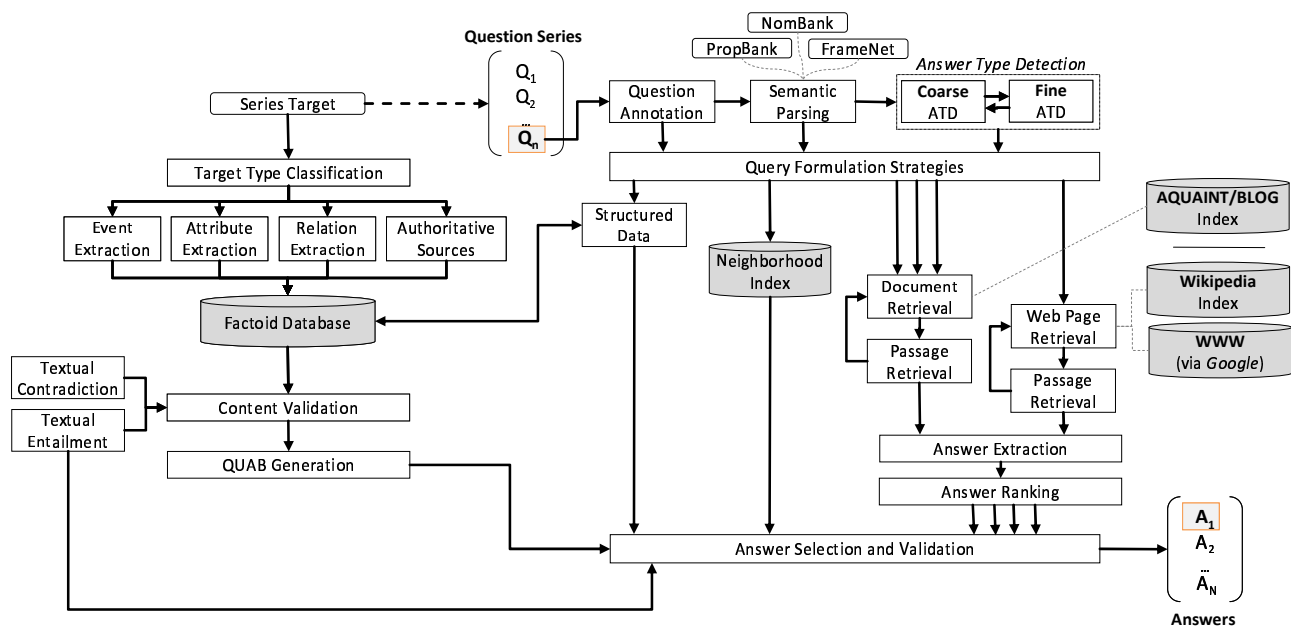 NomBank
Question Series
PropBank
FrameNet
Answer Type Detection
Q1
Q2
...
Qn
Series Target
Question
Annotation
Semantic
Parsing
Coarse
ATD
Fine
ATD
Target Type Classification
Query Formulation Strategies
Event
Extraction
Attribute
Extraction
Relation
Extraction
Authoritative
Sources
Structured
Data
AQUAINT/BLOG
Index
Neighborhood
Index
Document
Retrieval
Wikipedia
Index
Factoid Database
Web Page
Retrieval
WWW
(via Google)
Passage
Retrieval
Passage
Retrieval
Textual
Contradiction
Content Validation
Textual
Entailment
Answer Extraction
QUAB Generation
Answer Ranking
Answer Selection and Validation
A1
A2
...
AN
Answers